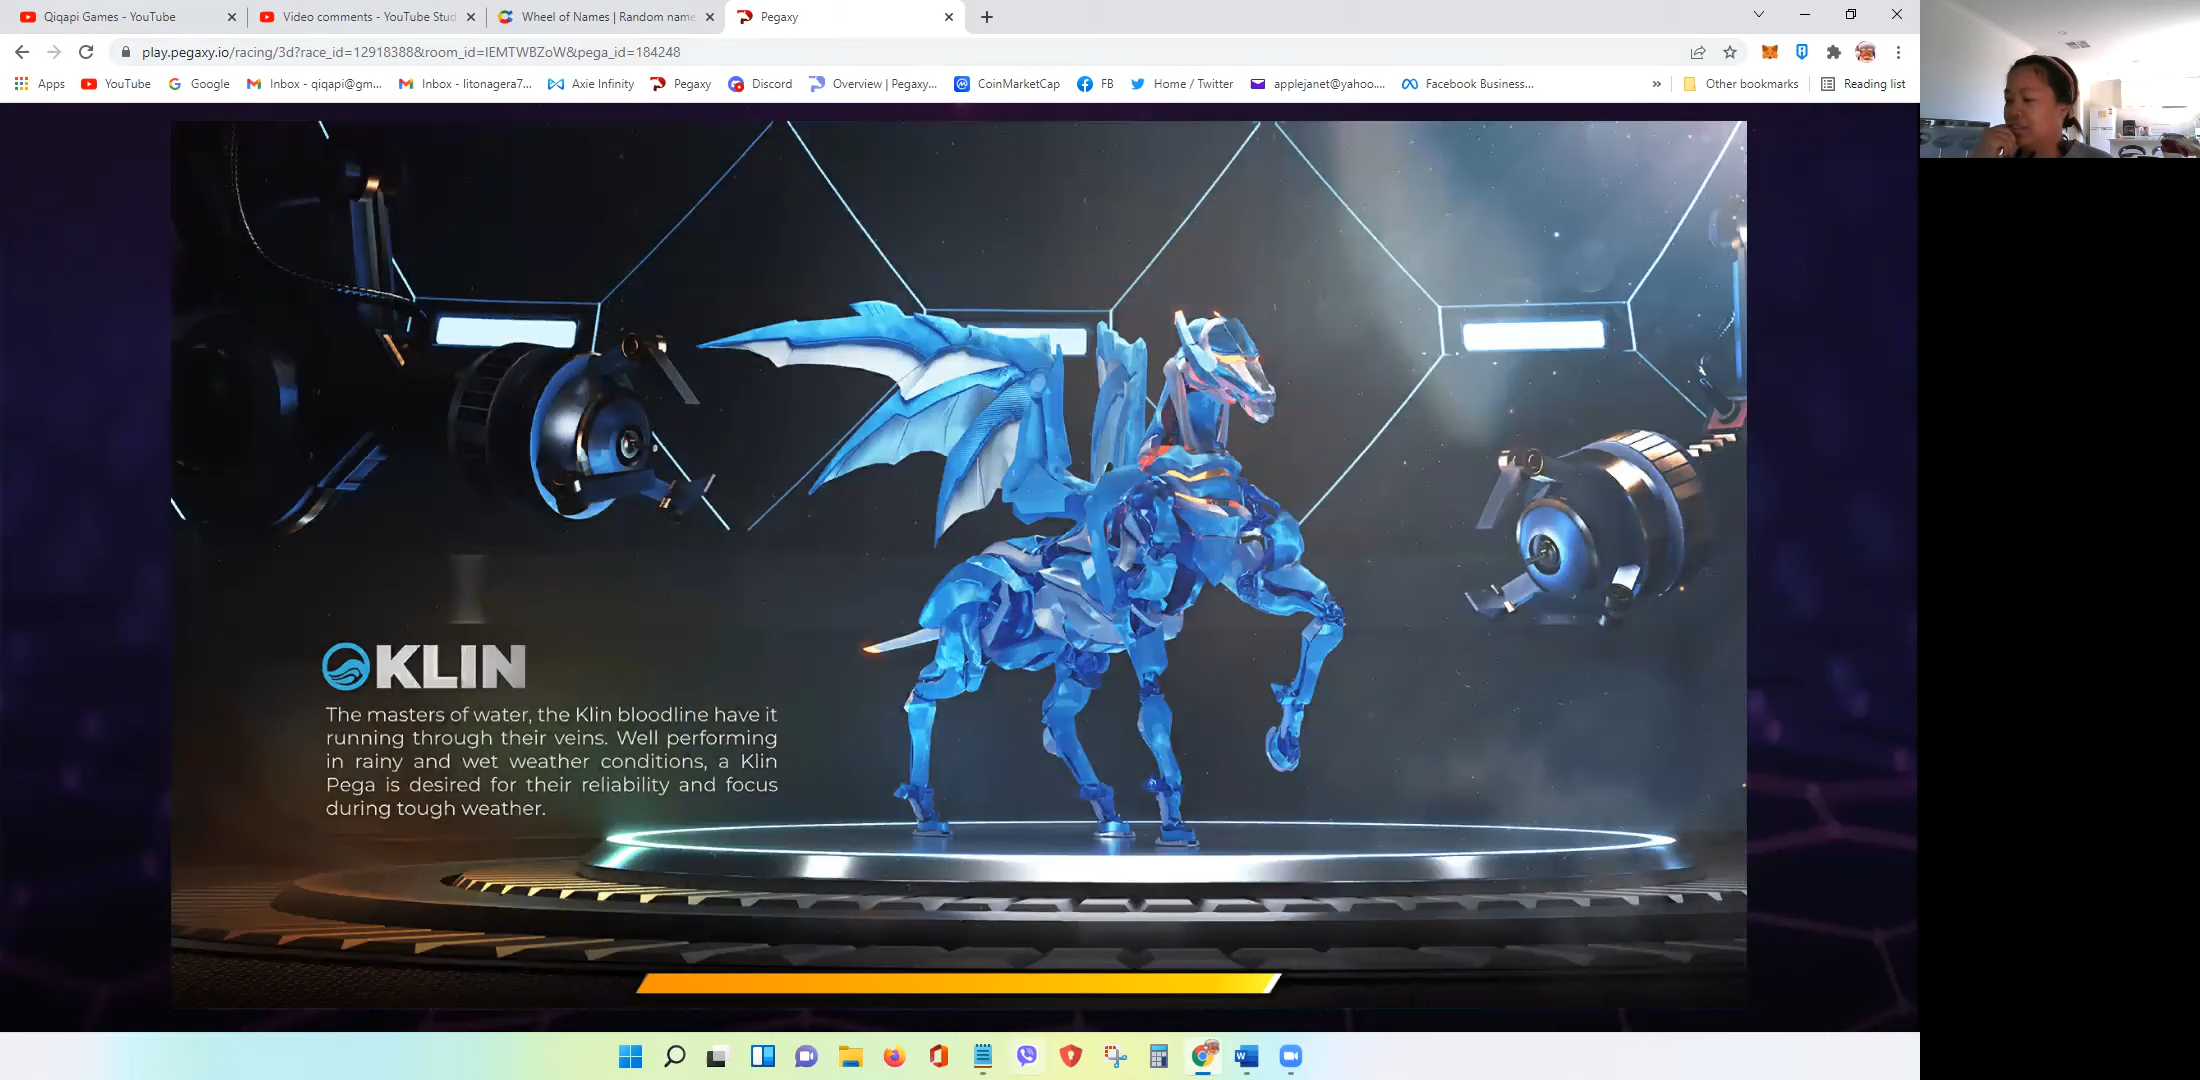 Qiqapi Games - YouTube
Video comments - YouTube Stud
Wheel of Names | Random name
Pegaxy
play.pegaxy.io/racing/3d?race_id=12918388&room_id=IEMTWBZoW&pega_id=184248
Apps
YouTube
Google
Inbox - qiqapi@gm...
Inbox - litonagera7...
Axie Infinity
Pegaxy
Discord
Overview | Pegaxy...
CoinMarketCap
FB
Home / Twitter
applejanet@yahoo....
Facebook Business...
»
Other bookmarks
Reading list
KLIN
The masters of water, the Klin bloodline have it
running through their veins. Well performing
in rainy and wet weather conditions, a Klin
Pega is desired for their reliability and focus
during tough weather.